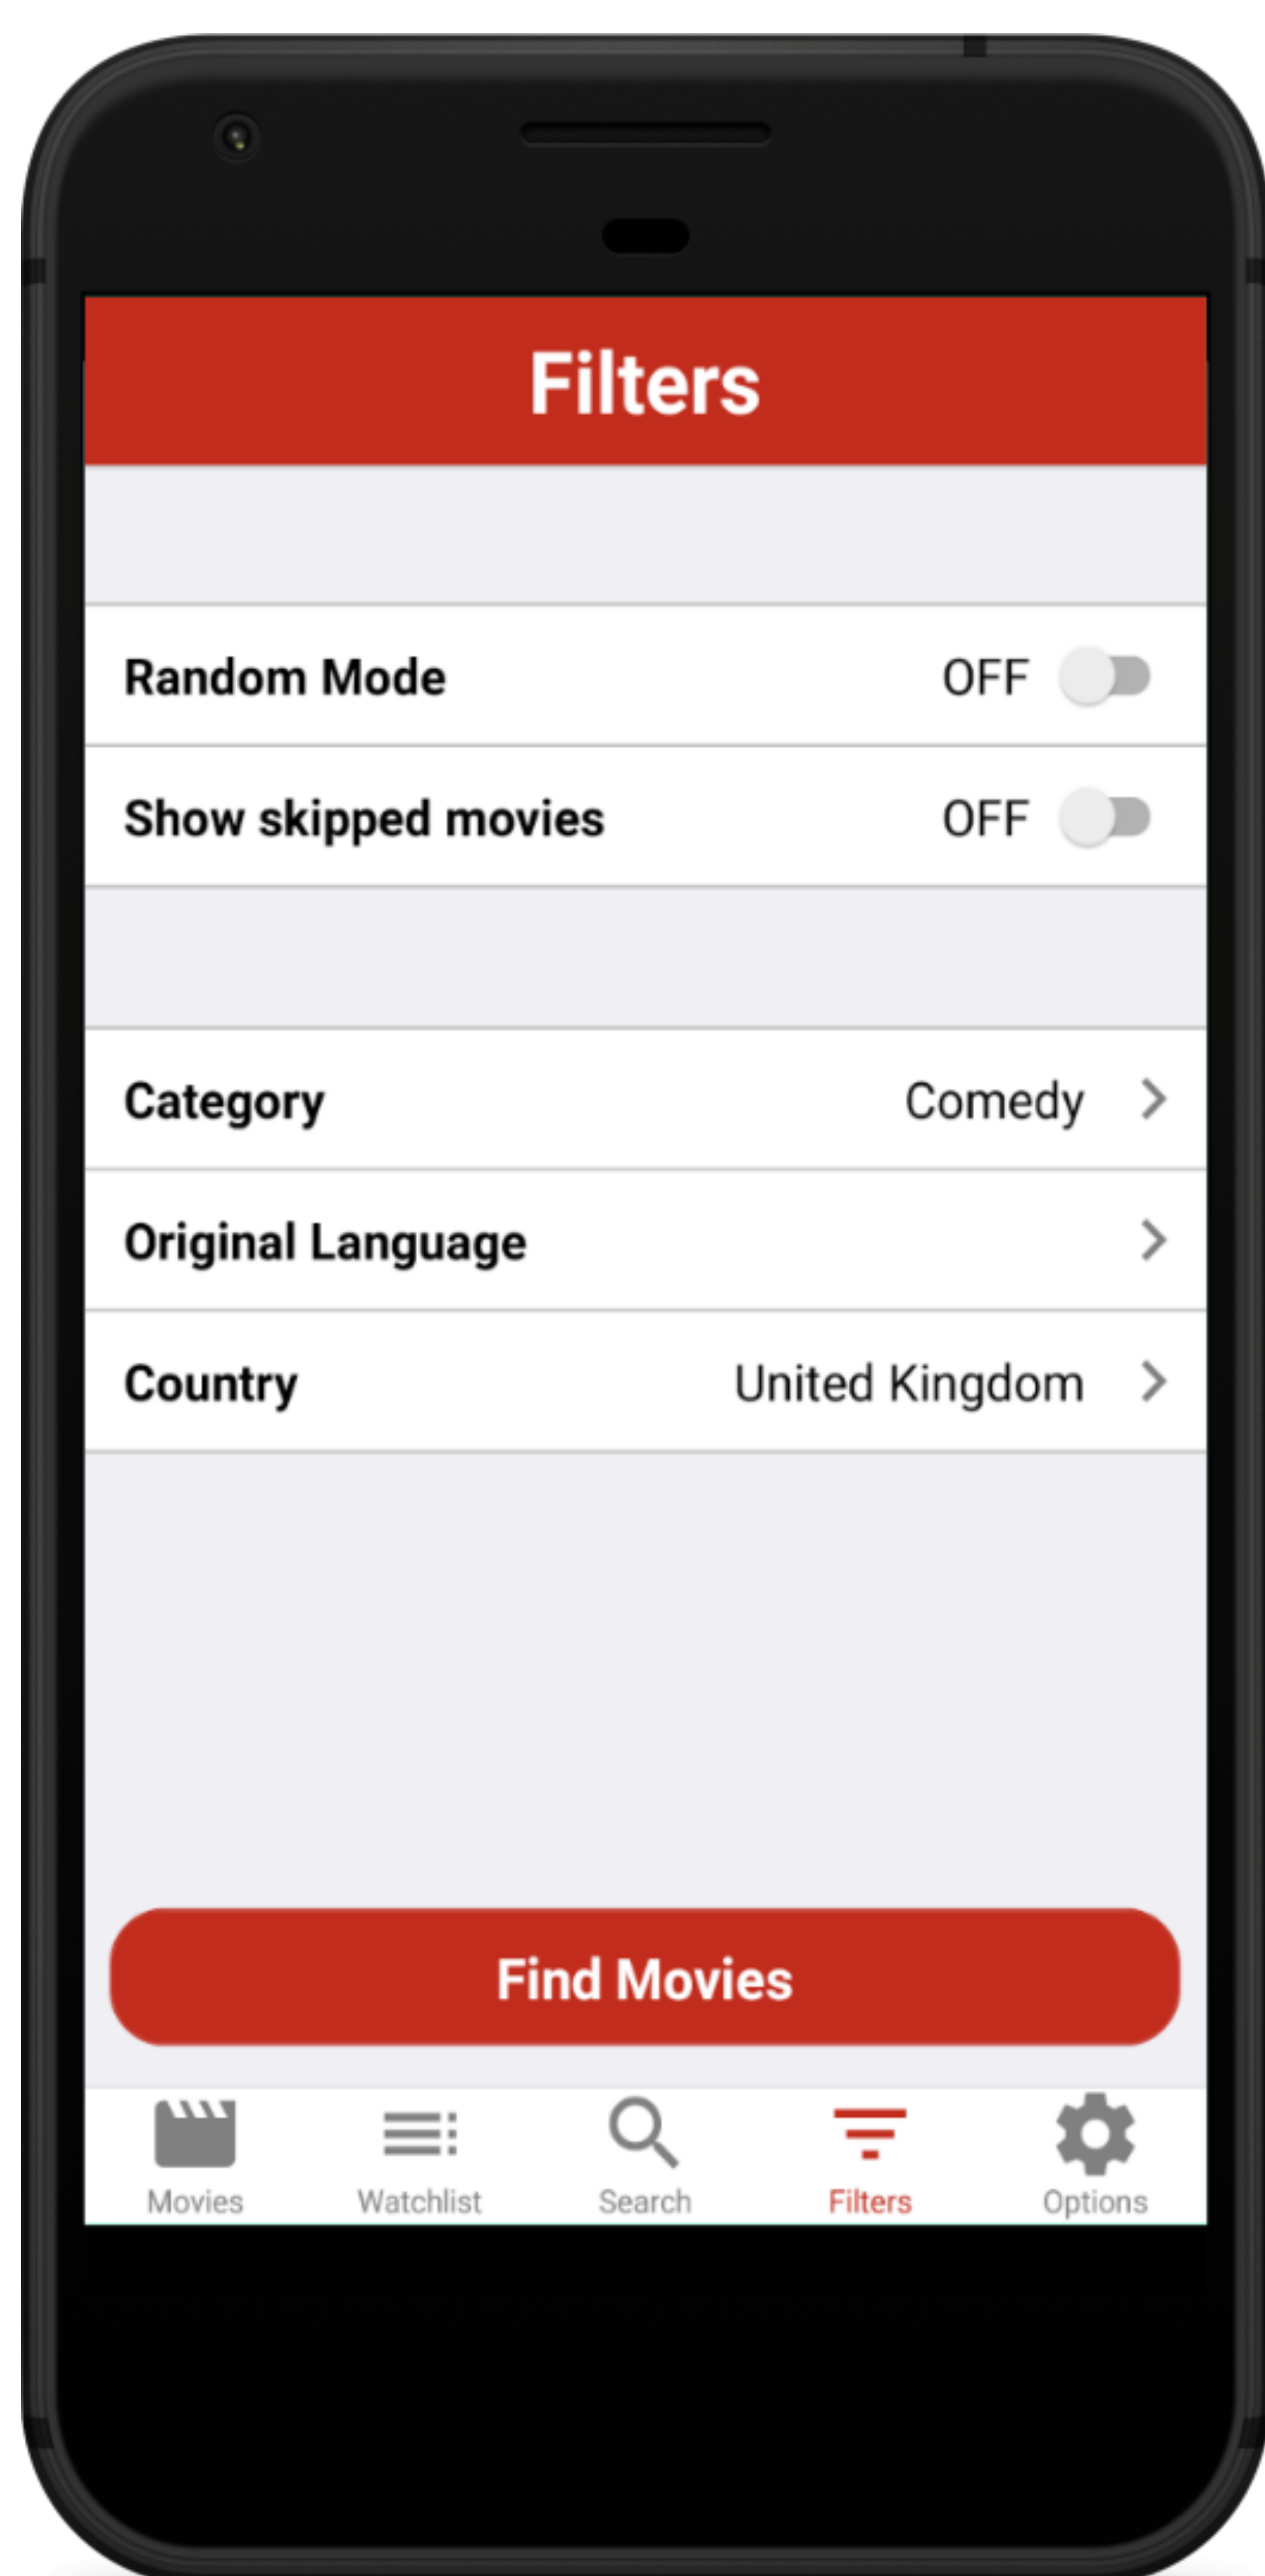 Filters
Random Mode OFF
Show skipped movies OFF
Category Comedy
Original Language
Country United Kingdom
Find Movies
Movies Watchlist Search Filters Options